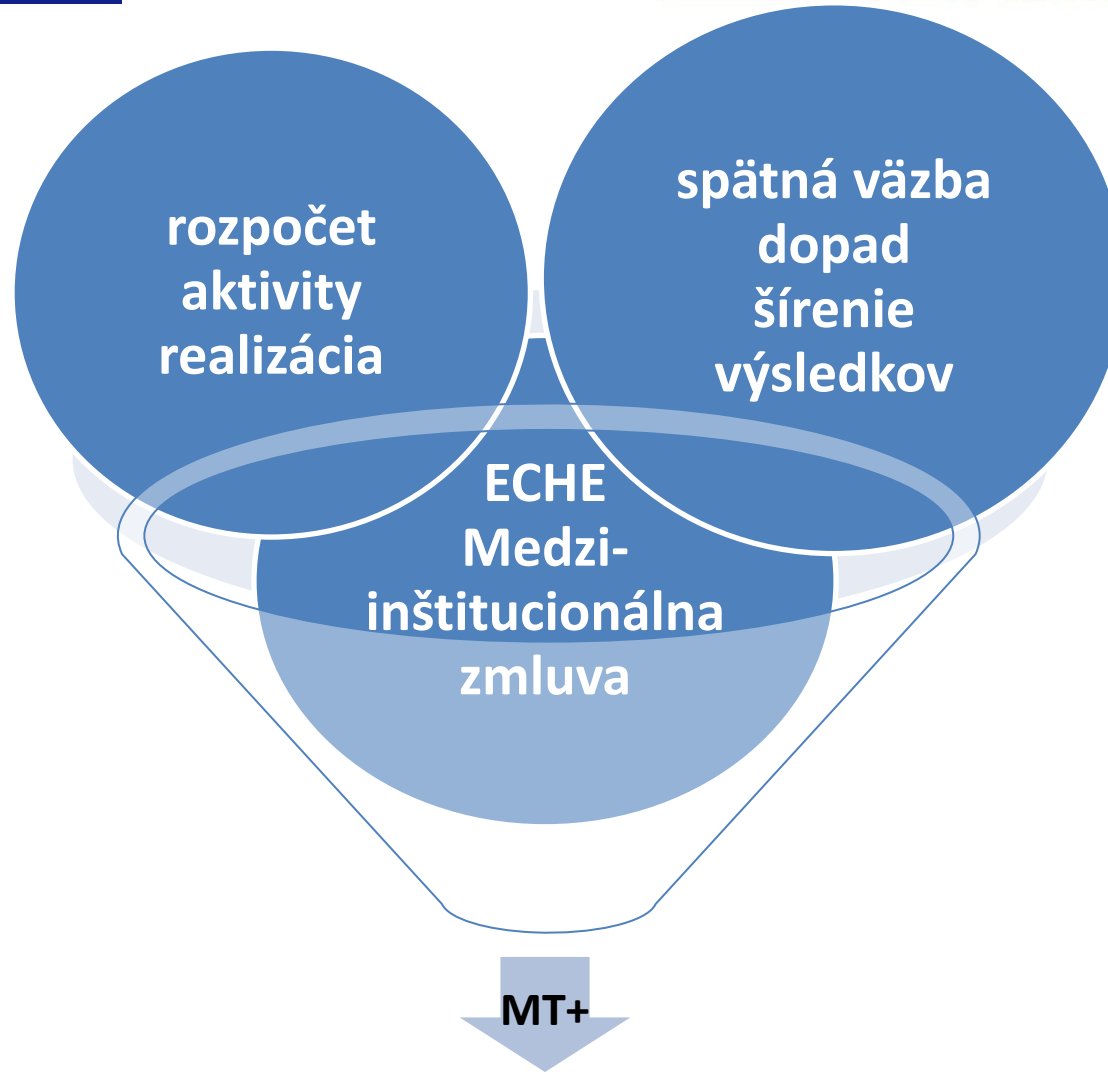 rozpočet
aktivity
realizácia
spätná väzba
dopad
šírenie
výsledkov
ECHE
Medzi-
inštitucionálna
zmluva
MT+